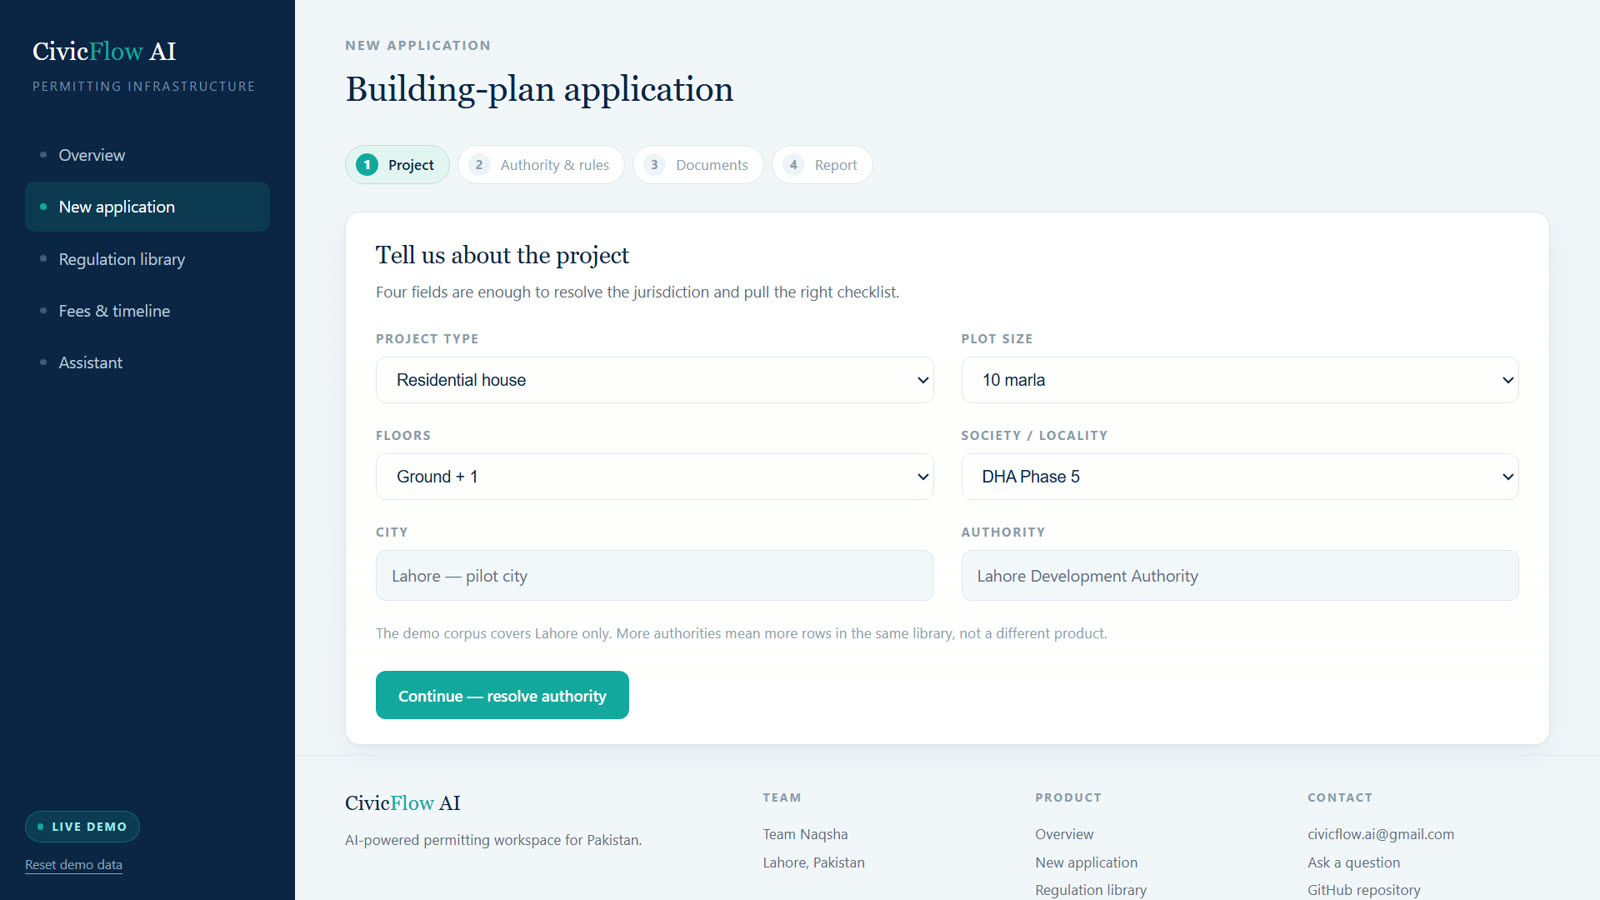 CivicFlow AI
PERMITTING INFRASTRUCTURE
Overview
New application
Regulation library
Fees & timeline
Assistant
LIVE DEMO
Reset demo data
NEW APPLICATION
Building-plan application
1 Project
2 Authority & rules
3 Documents
4 Report
Tell us about the project
Four fields are enough to resolve the jurisdiction and pull the right checklist.
PROJECT TYPE
Residential house
PLOT SIZE
10 marla
FLOORS
Ground + 1
SOCIETY / LOCALITY
DHA Phase 5
CITY
Lahore — pilot city
AUTHORITY
Lahore Development Authority
The demo corpus covers Lahore only. More authorities mean more rows in the same library, not a different product.
Continue — resolve authority
CivicFlow AI
AI-powered permitting workspace for Pakistan.
TEAM
Team Naqsha
Lahore, Pakistan
PRODUCT
Overview
New application
Regulation library
CONTACT
civicflow.ai@gmail.com
Ask a question
GitHub repository